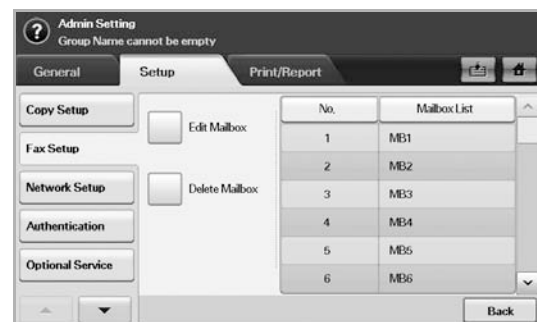 ?
Admin Setting
Group Name cannot be empty
General Setup Print/Report
Copy Setup
Fax Setup
Network Setup
Authentication
Optional Service
Edit Mailbox
Delete Mailbox
No. Mailbox List
1 MB1
2 MB2
3 MB3
4 MB4
5 MB5
6 MB6
Back